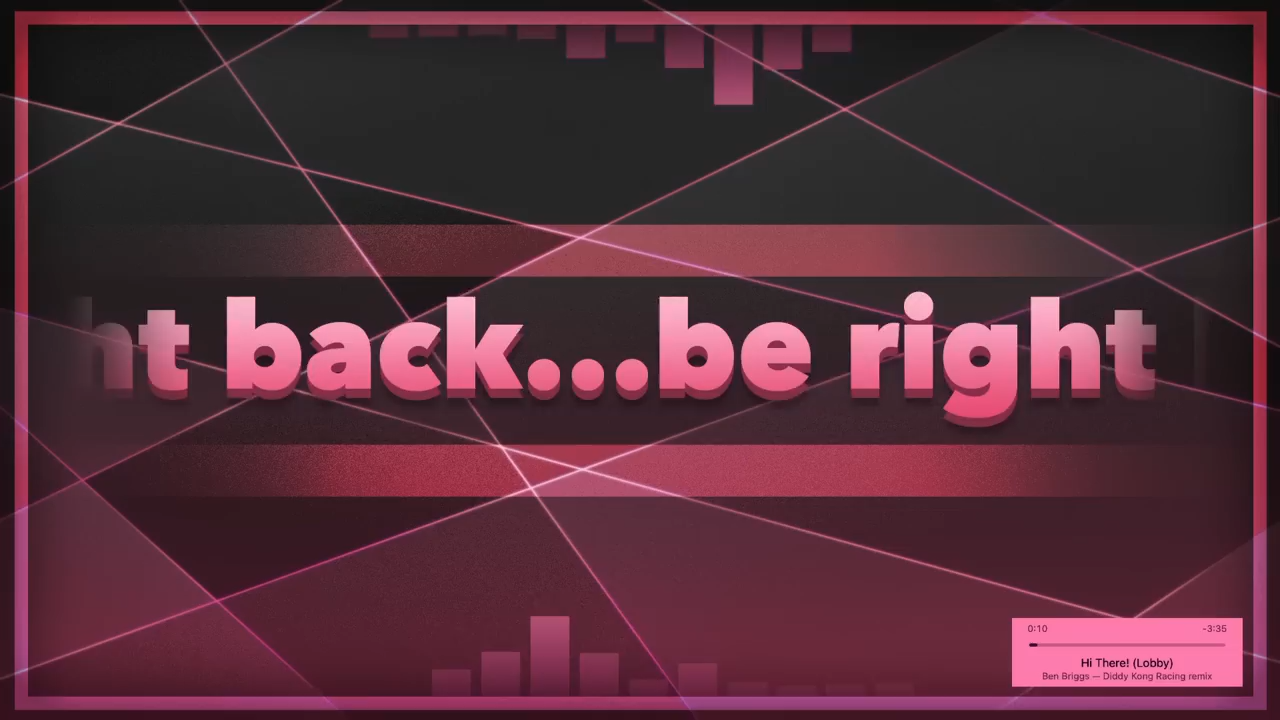 ht back...be right
0:10 -3:35
Hi There! (Lobby)
Ben Briggs — Diddy Kong Racing remix